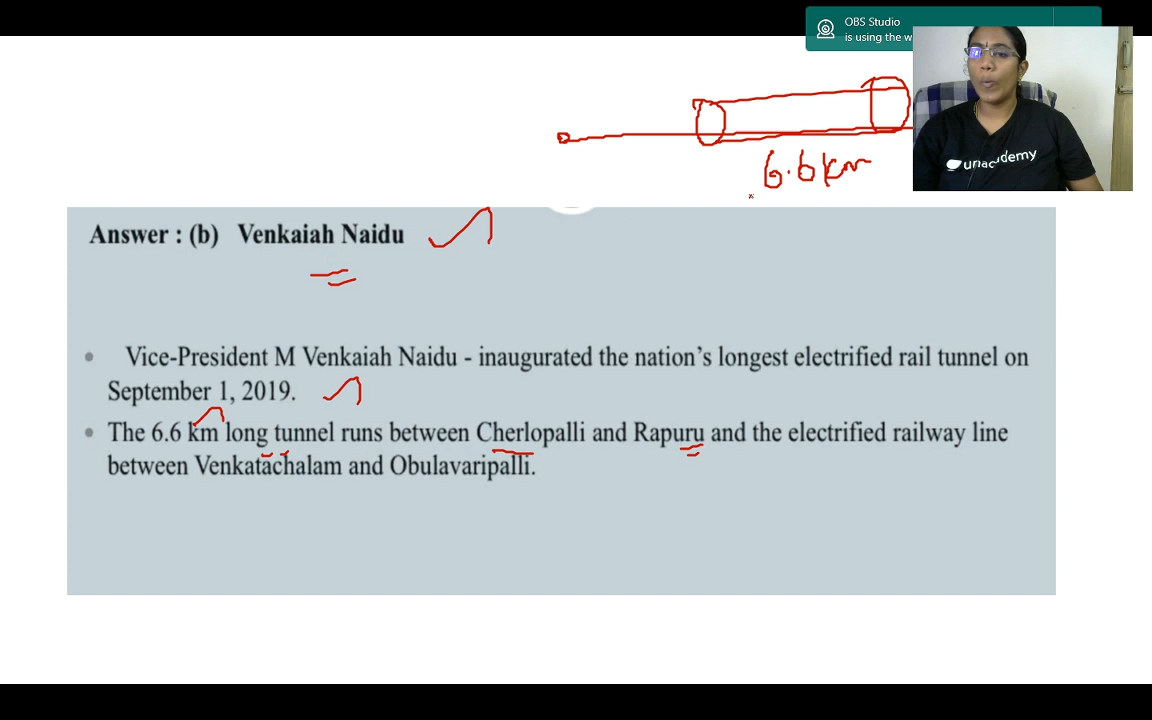 OBS Studio
is using the w
unacademy
6.6 km
Answer : (b) Venkaiah Naidu
• Vice-President M Venkaiah Naidu - inaugurated the nation's longest electrified rail tunnel on
September 1, 2019.
• The 6.6 km long tunnel runs between Cherlopalli and Rapuru and the electrified railway line
between Venkatachalam and Obulavaripalli.